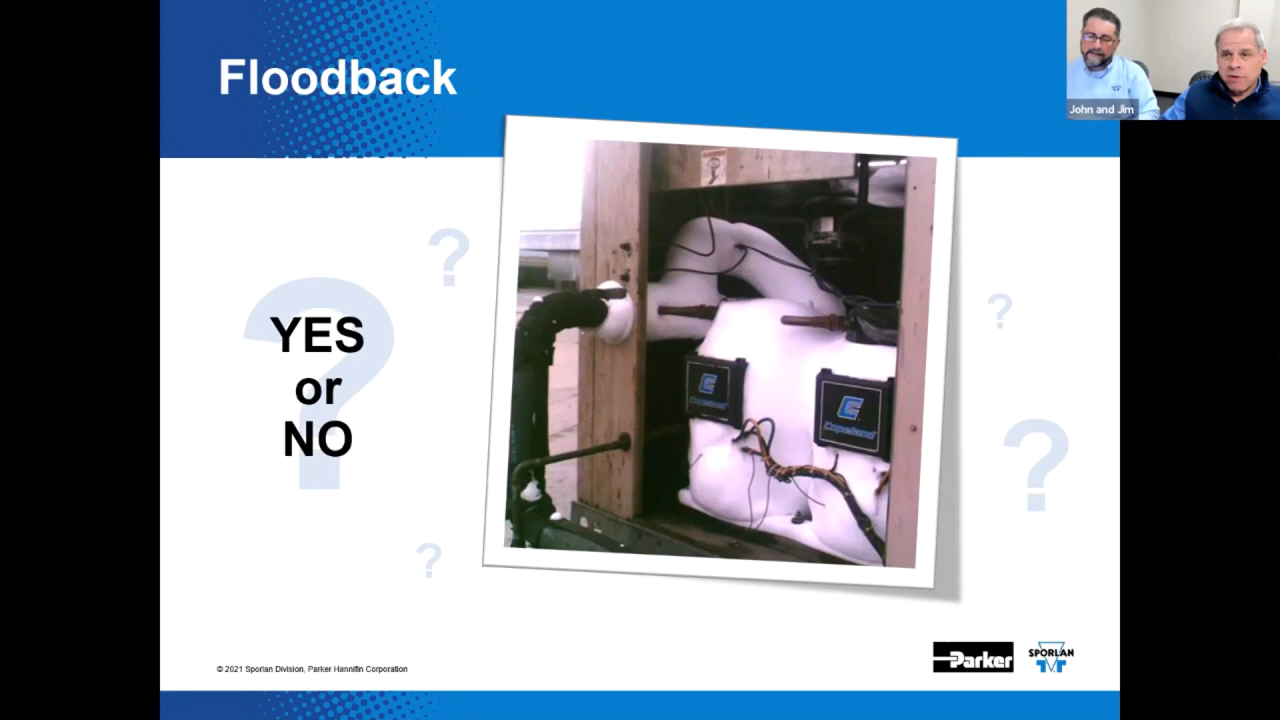 Floodback
John and Jim
?
?
YES
or
NO
?
?
?
Copeland
Copeland
© 2021 Sporlan Division, Parker Hannifin Corporation
Parker
SPORLAN